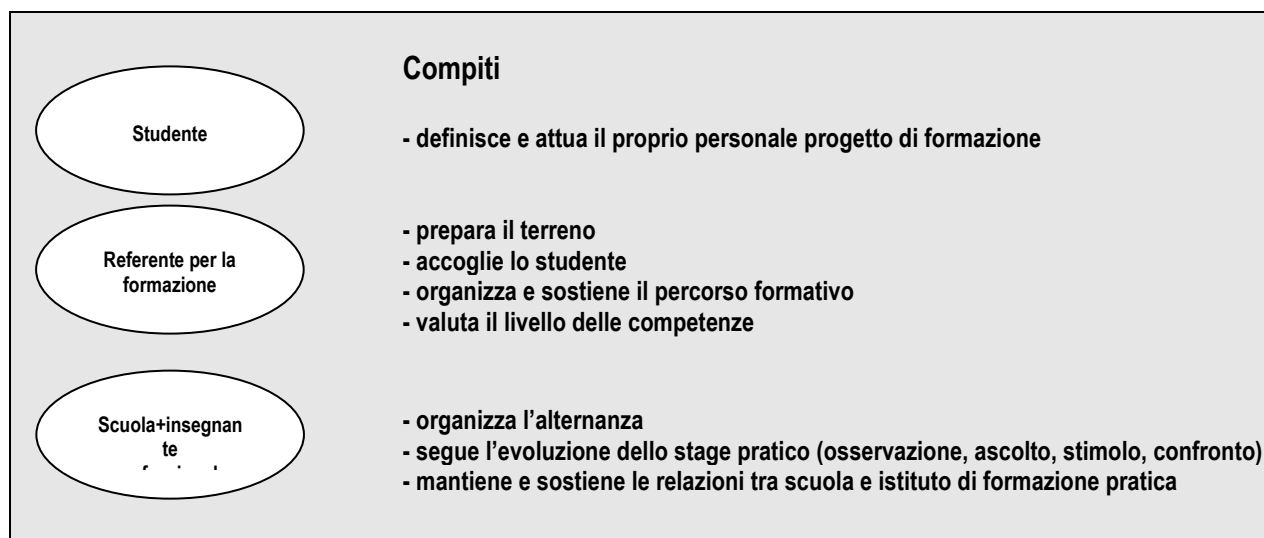 Compiti
Studente
- definisce e attua il proprio personale progetto di formazione
Referente per la
formazione
- prepara il terreno
- accoglie lo studente
- organizza e sostiene il percorso formativo
- valuta il livello delle competenze
Scuola+insegnan
te
- organizza l’alternanza
- segue l’evoluzione dello stage pratico (osservazione, ascolto, stimolo, confronto)
- mantiene e sostiene le relazioni tra scuola e istituto di formazione pratica